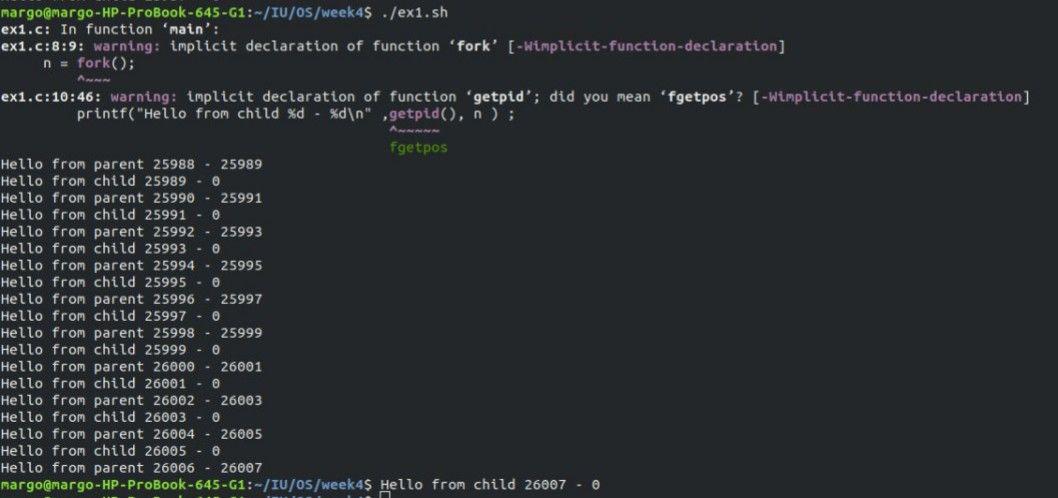 margo@margo-HP-ProBook-645-G1:~/IU/OS/week4$ ./ex1.sh
ex1.c: In function ‘main’:
ex1.c:8:9: warning: implicit declaration of function ‘fork’ [-Wimplicit-function-declaration]
     n = fork();
         ^~~~
ex1.c:10:46: warning: implicit declaration of function ‘getpid’; did you mean ‘fgetpos’? [-Wimplicit-function-declaration]
         printf("Hello from child %d - %d\n" ,getpid(), n ) ;
                                              ^~~~~~
                                              fgetpos
Hello from parent 25988 - 25989
Hello from child 25989 - 0
Hello from parent 25990 - 25991
Hello from child 25991 - 0
Hello from parent 25992 - 25993
Hello from child 25993 - 0
Hello from parent 25994 - 25995
Hello from child 25995 - 0
Hello from parent 25996 - 25997
Hello from child 25997 - 0
Hello from parent 25998 - 25999
Hello from child 25999 - 0
Hello from parent 26000 - 26001
Hello from child 26001 - 0
Hello from parent 26002 - 26003
Hello from child 26003 - 0
Hello from parent 26004 - 26005
Hello from child 26005 - 0
Hello from parent 26006 - 26007
margo@margo-HP-ProBook-645-G1:~/IU/OS/week4$ Hello from child 26007 - 0